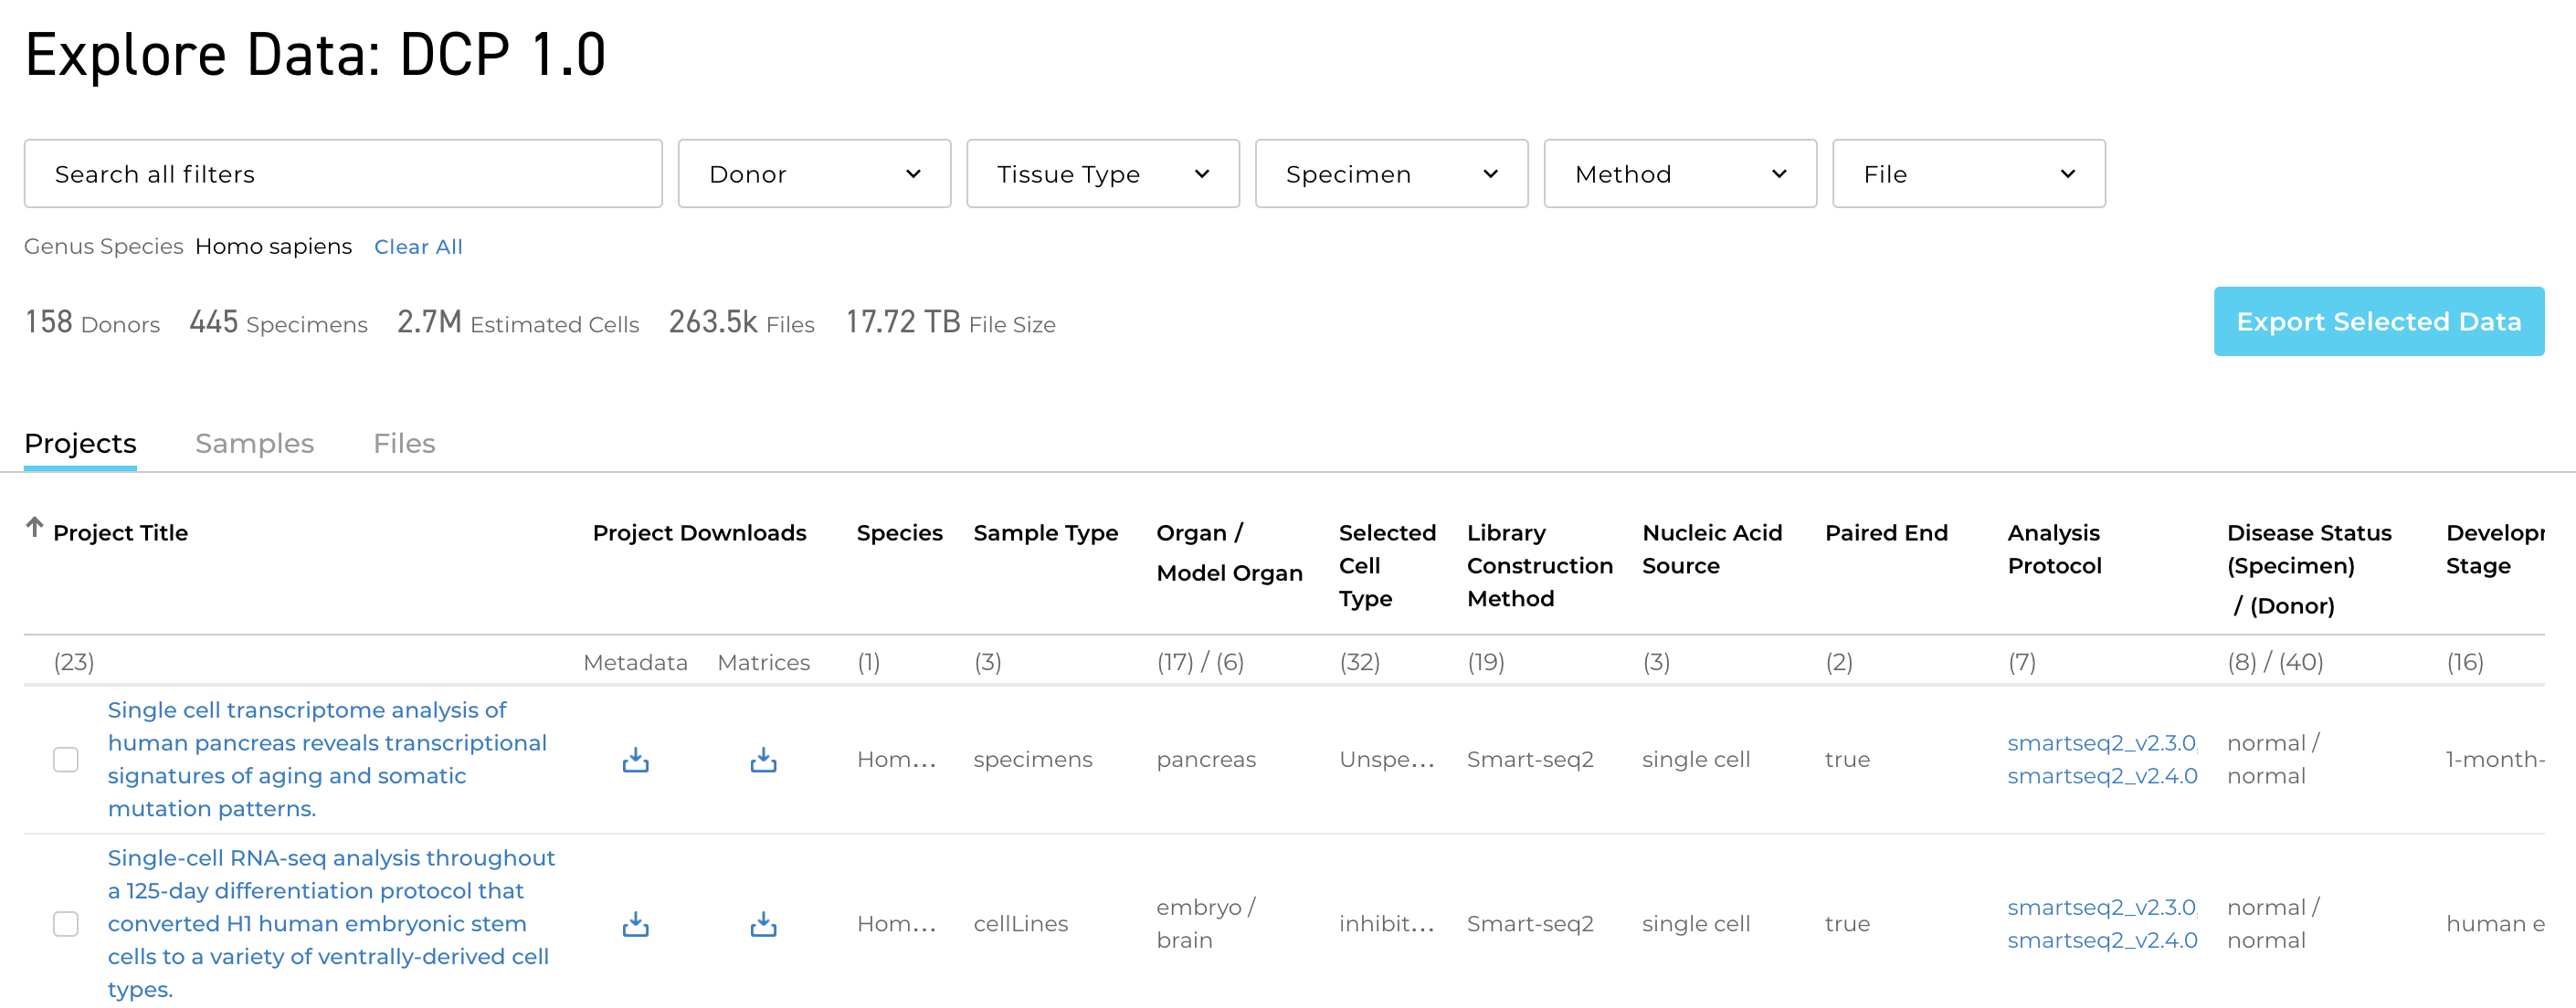 Explore Data: DCP 1.0
Search all filters
Donor
Tissue Type
Specimen
Method
File
Genus Species Homo sapiens Clear All
158 Donors 445 Specimens 2.7M Estimated Cells 263.5k Files 17.72 TB File Size
Export Selected Data
Projects Samples Files
Project Title
Project Downloads
Species
Sample Type
Organ /
Model Organ
Selected
Cell
Type
Library
Construction
Method
Nucleic Acid
Source
Paired End
Analysis
Protocol
Disease Status
(Specimen)
/ (Donor)
Developr
Stage
(23) Metadata Matrices (1) (3) (17) / (6) (32) (19) (3) (2) (7) (8) / (40) (16)
Single cell transcriptome analysis of
human pancreas reveals transcriptional
signatures of aging and somatic
mutation patterns.
Hom...
specimens
pancreas
Unspe...
Smart-seq2
single cell
true
smartseq2_v2.3.0,
smartseq2_v2.4.0
normal /
normal
1-month-
Single-cell RNA-seq analysis throughout
a 125-day differentiation protocol that
converted H1 human embryonic stem
cells to a variety of ventrally-derived cell
types.
Hom...
cellLines
embryo /
brain
inhibit...
Smart-seq2
single cell
true
smartseq2_v2.3.0,
smartseq2_v2.4.0
normal /
normal
human e